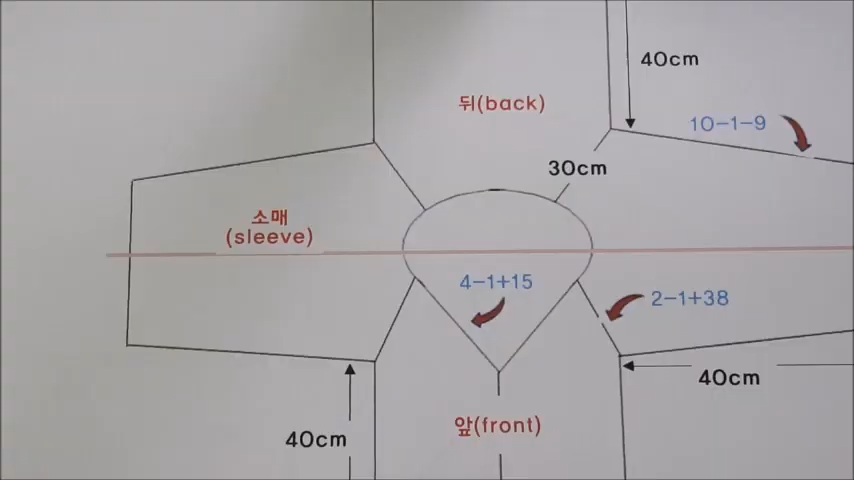 40cm
뒤(back)
10-1-9
30cm
소매
(sleeve)
4-1+15
2-1+38
40cm
앞(front)
40cm